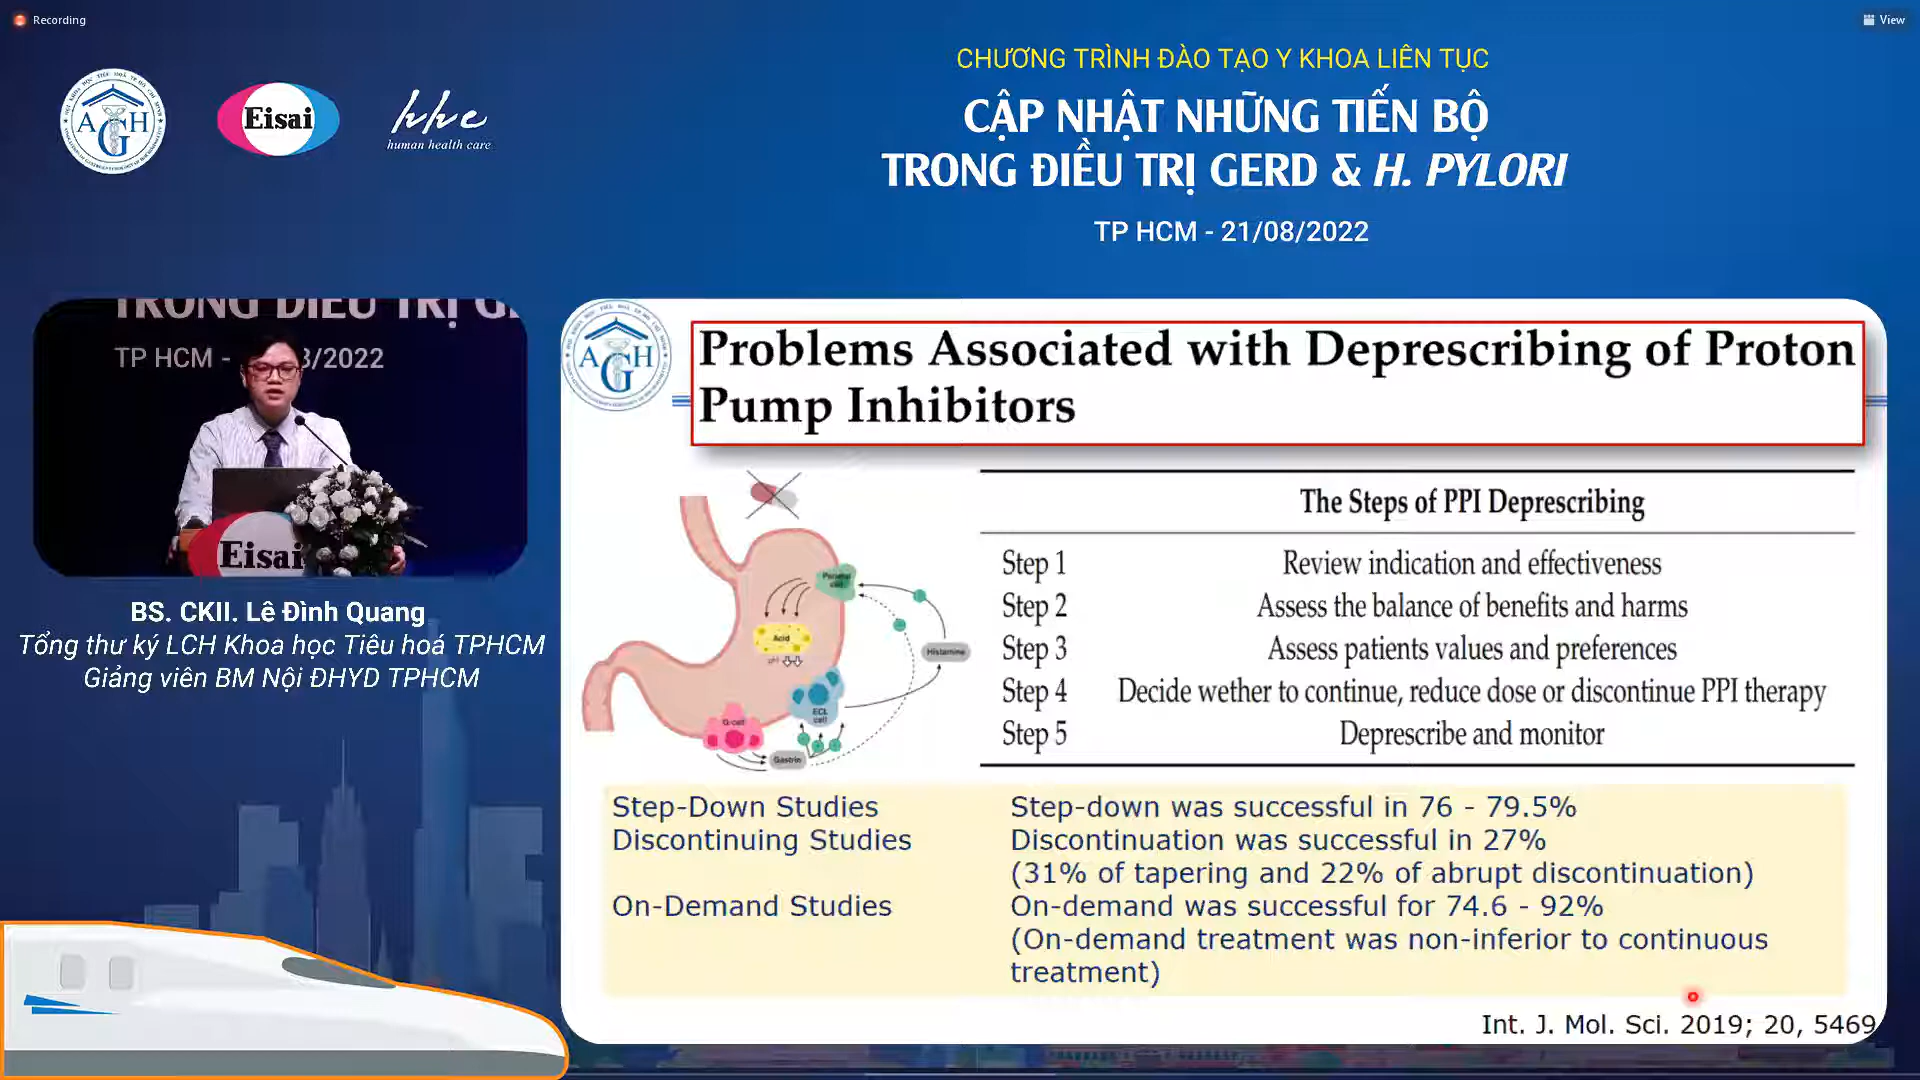 Recording
View
CHƯƠNG TRÌNH ĐÀO TẠO Y KHOA LIÊN TỤC
CẬP NHẬT NHỮNG TIẾN BỘ
TRONG ĐIỀU TRỊ GERD & H. PYLORI
TP HCM - 21/08/2022
AGH
Eisai
hhc
human health care
TRONG ĐIỀU TRỊ G
TP HCM - 8/2022
Eisai
BS. CKII. Lê Đình Quang
Tổng thư ký LCH Khoa học Tiêu hoá TPHCM
Giảng viên BM Nội ĐHYD TPHCM
AGH
Problems Associated with Deprescribing of Proton
Pump Inhibitors
Parietal
cell
Acid
pH
Histamine
ECL
cell
G-cell
Gastrin
The Steps of PPI Deprescribing
Step 1 Review indication and effectiveness
Step 2 Assess the balance of benefits and harms
Step 3 Assess patients values and preferences
Step 4 Decide wether to continue, reduce dose or discontinue PPI therapy
Step 5 Deprescribe and monitor
Step-Down Studies Step-down was successful in 76 - 79.5%
Discontinuing Studies Discontinuation was successful in 27%
(31% of tapering and 22% of abrupt discontinuation)
On-Demand Studies On-demand was successful for 74.6 - 92%
(On-demand treatment was non-inferior to continuous
treatment)
Int. J. Mol. Sci. 2019; 20, 5469